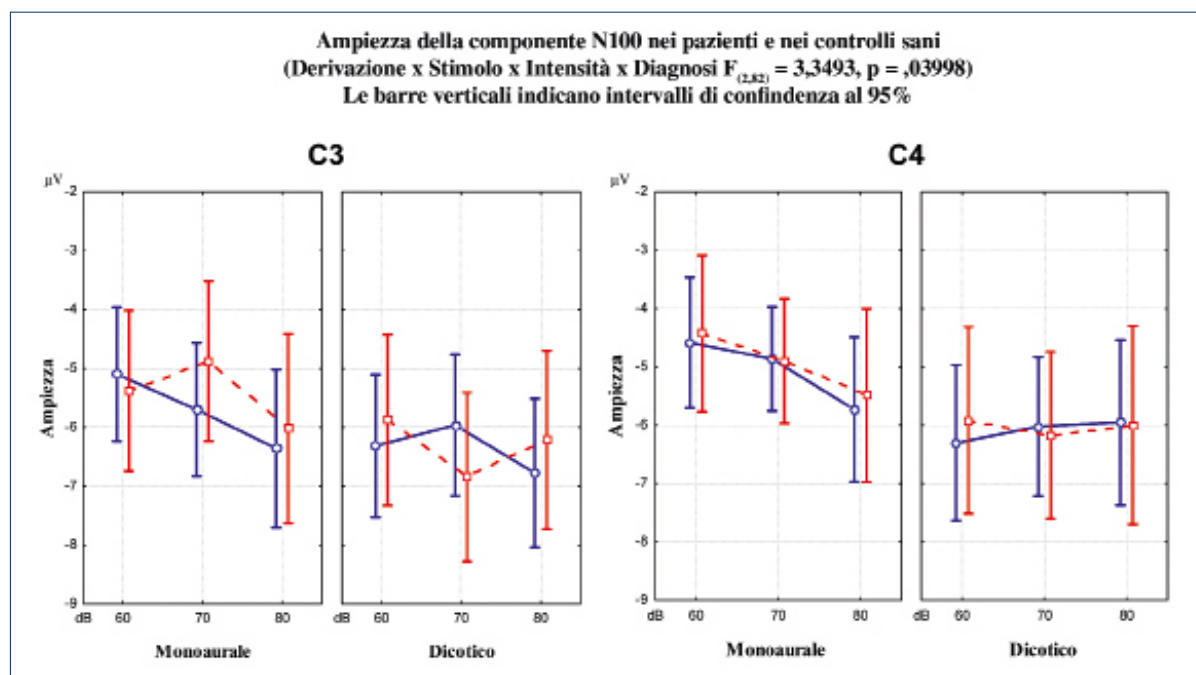 Ampiezza della componente N100 nei pazienti e nei controlli sani
(Derivazione x Stimolo x Intensità x Diagnosi F(2,82) = 3,3493, p = ,03998)
Le barre verticali indicano intervalli di confindenza al 95%
C3
C4
µV
-2
-3
-4
-5
-6
-7
-8
-9
Ampiezza
dB
60
70
80
60
70
80
Monoaurale
Dicotico
µV
-2
-3
-4
-5
-6
-7
-8
-9
Ampiezza
dB
60
70
80
60
70
80
Monoaurale
Dicotico